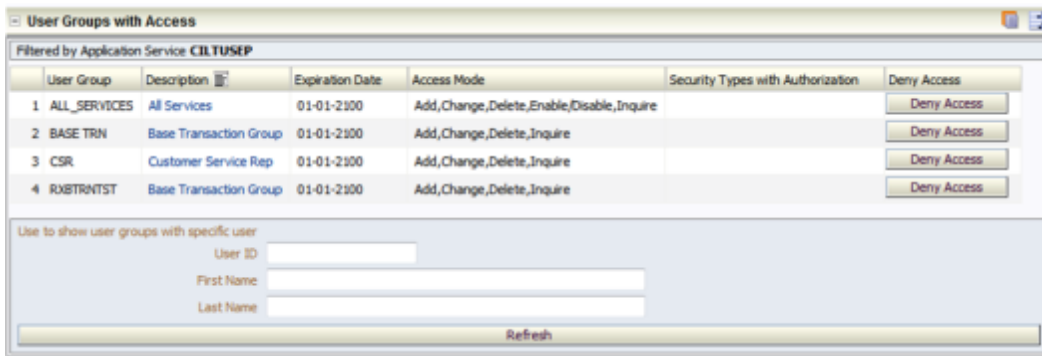 User Groups with Access
Filtered by Application Service CILTUSEP
User Group Description Expiration Date Access Mode Security Types with Authorization Deny Access
1 ALL_SERVICES All Services 01-01-2100 Add,Change,Delete,Enable/Disable,Inquire Deny Access
2 BASE TRN Base Transaction Group 01-01-2100 Add,Change,Delete,Inquire Deny Access
3 CSR Customer Service Rep 01-01-2100 Add,Change,Delete,Inquire Deny Access
4 RXBTRNTST Base Transaction Group 01-01-2100 Add,Change,Delete,Inquire Deny Access
Use to show user groups with specific user
User ID
First Name
Last Name
Refresh